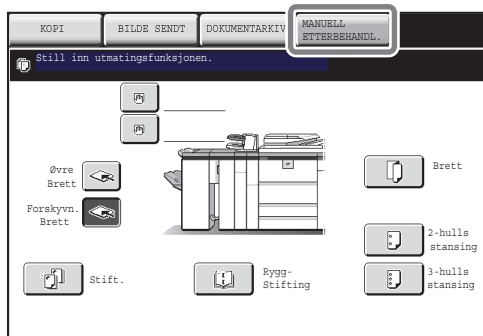 KOPI
BILDE SENDT
DOKUMENTARKIV
MANUELL
ETTERBEHANDL.
Still inn utmatingsfunksjonen.
Øvre
Brett
Forskyvn.
Brett
Brett
2-hulls
stansing
3-hulls
stansing
Stift.
Rygg-
Stifting